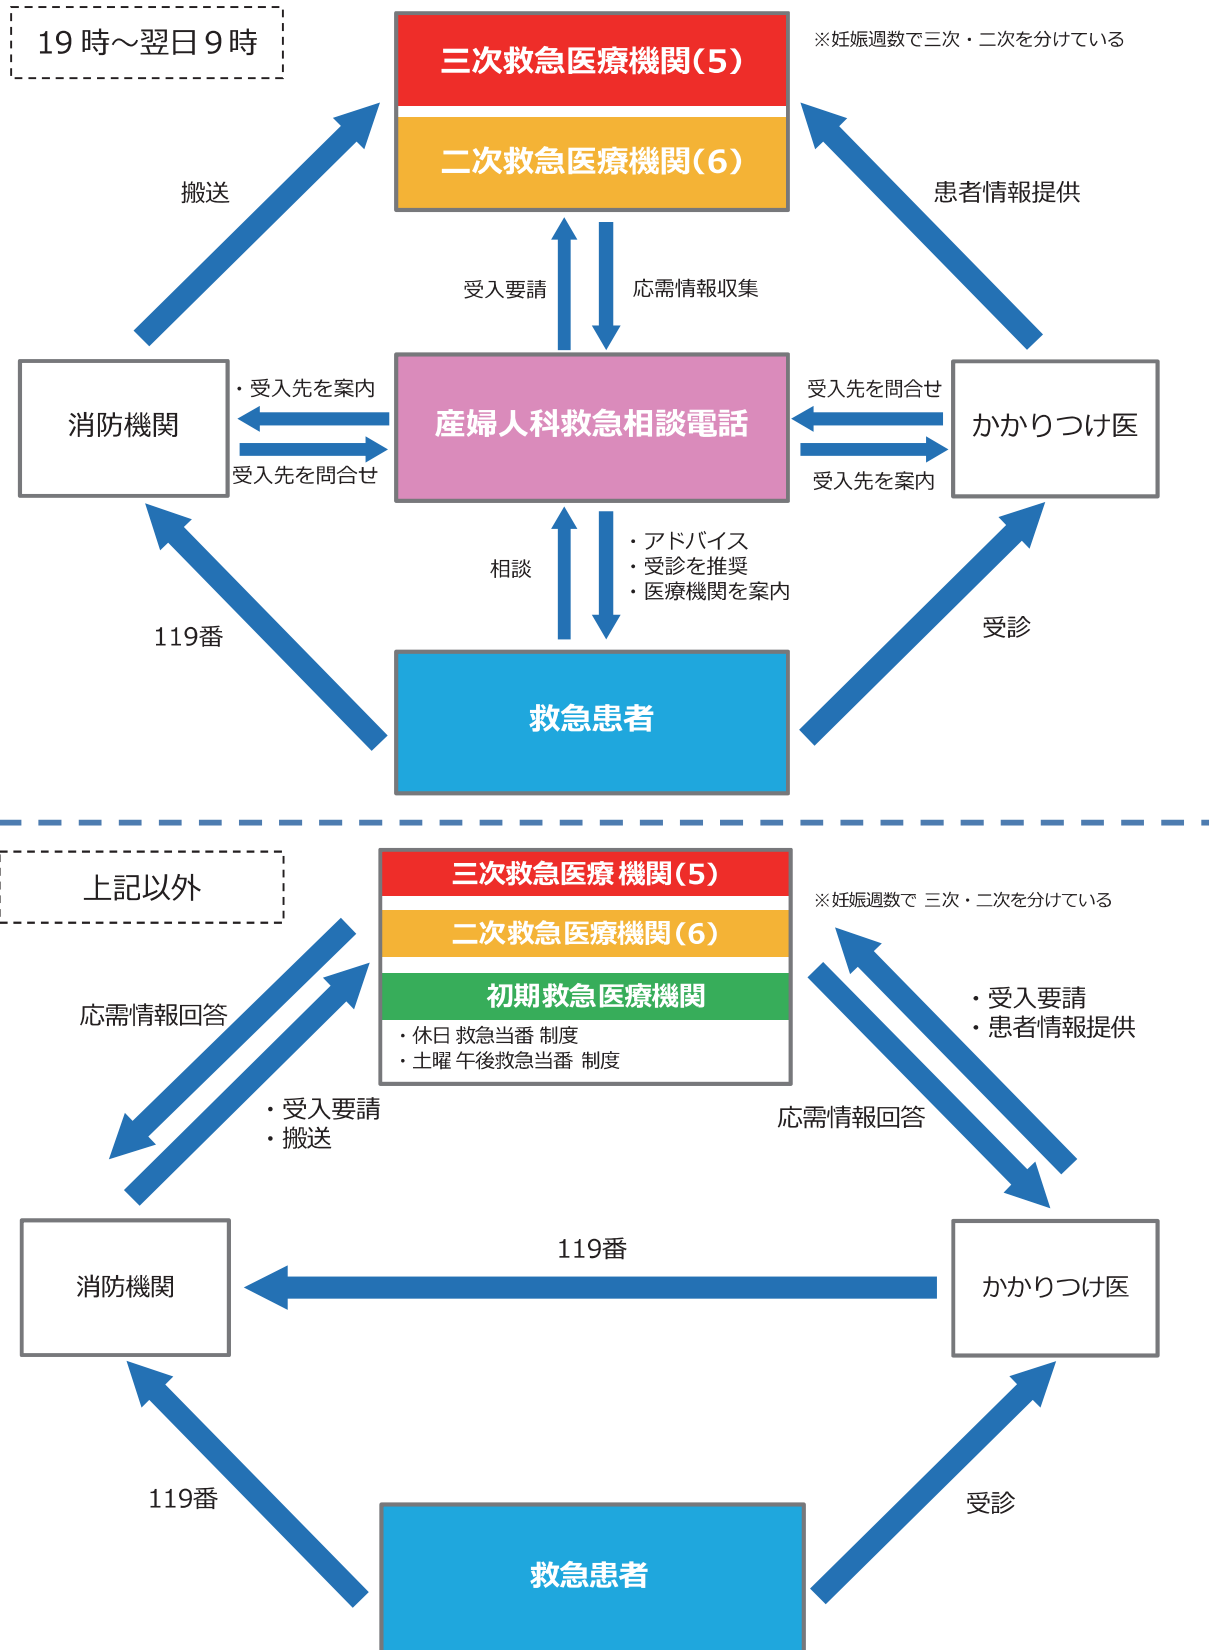 19時～翌日9時
三次救急医療機関(5)
※妊娠週数で三次・二次を分けている
二次救急医療機関(6)
搬送
患者情報提供
受入要請
応需情報収集
・受入先を案内
受入先を問合せ
消防機関
産婦人科救急相談電話
かかりつけ医
受入先を問合せ
受入先を案内
相談
・アドバイス
・受診を推奨
・医療機関を案内
119番
受診
救急患者
上記以外
三次救急医療機関(5)
※妊娠週数で 三次・二次を分けている
二次救急医療機関(6)
初期救急医療機関
・休日 救急当番 制度
・土曜 午後救急当番 制度
応需情報回答
・受入要請
・患者情報提供
・受入要請
・搬送
応需情報回答
119番
消防機関
かかりつけ医
119番
受診
救急患者